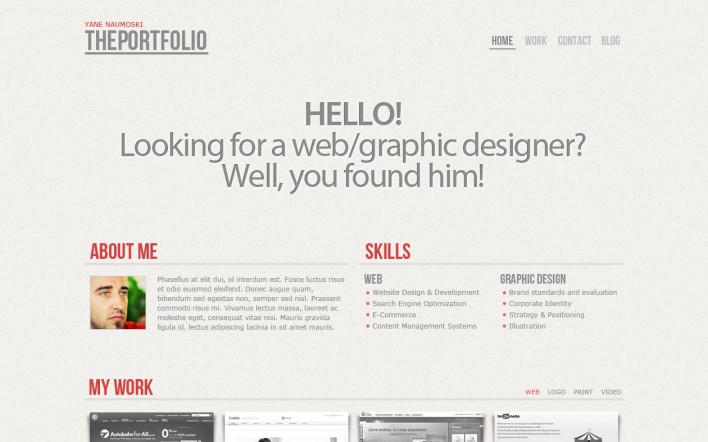 YANE NAUMOSKI
THEPORTFOLIO
HOME WORK CONTACT BLOG
HELLO!
Looking for a web/graphic designer?
Well, you found him!
ABOUT ME
Phasellus at elit dui, id interdum est. Fusce luctus risus
et odio euismod eleifend. Donec augue quam,
bibendum sed egestas non, semper sed nisl. Praesent
commodo risus mi. Vivamus lectus massa, laoreet ac
molestie eget, consequat vitae nisi. Mauris gravida
ligula id. lectus adipiscing lacinia in sit amet mauris.
SKILLS
WEB
Website Design & Development
Search Engine Optimization
E-Commerce
Content Management Systems
GRAPHIC DESIGN
Brand standards and evaluation
Corporate Identity
Strategy & Positioning
Illustration
MY WORK
WEB LOGO PRINT VIDEO
Autobahn For All.com